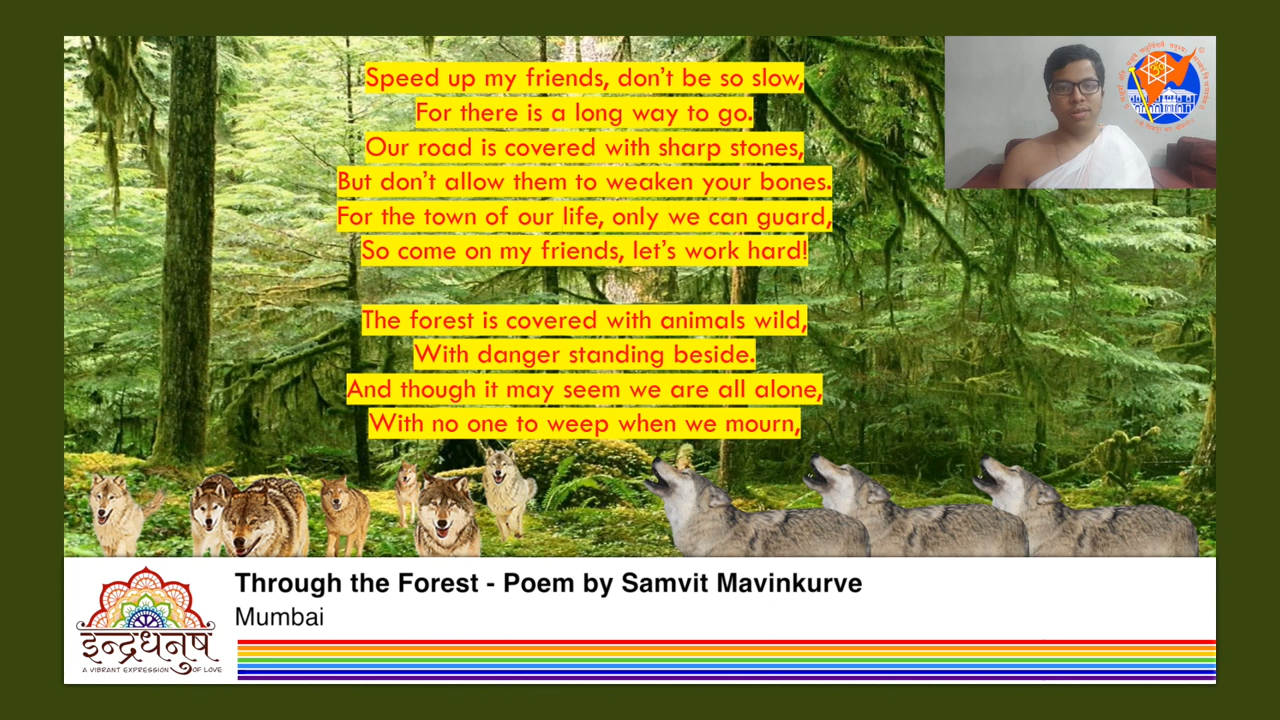 Speed up my friends, don't be so slow,
For there is a long way to go.
Our road is covered with sharp stones,
But don't allow them to weaken your bones.
For the town of our life, only we can guard,
So come on my friends, let's work hard!
The forest is covered with animals wild,
With danger standing beside.
And though it may seem we are all alone,
With no one to weep when we mourn,
Through the Forest - Poem by Samvit Mavinkurve
Mumbai
इन्द्रधनुष
A VIBRANT EXPRESSION OF LOVE